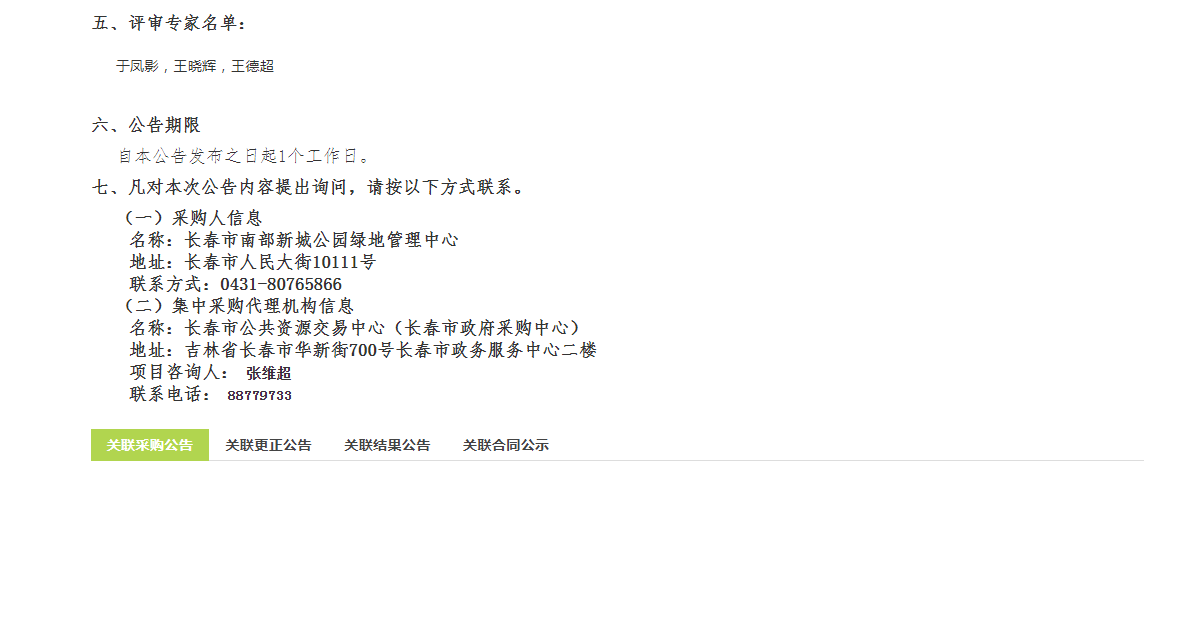 五、评审专家名单：
于凤影，王晓辉，王德超
六、公告期限
自本公告发布之日起1个工作日。
七、凡对本次公告内容提出询问，请按以下方式联系。
（一）采购人信息
名称：长春市南部新城公园绿地管理中心
地址：长春市人民大街10111号
联系方式：0431-80765866
（二）集中采购代理机构信息
名称：长春市公共资源交易中心（长春市政府采购中心）
地址：吉林省长春市华新街700号长春市政务服务中心二楼
项目咨询人： 张维超
联系电话： 88779733
关联采购公告 关联更正公告 关联结果公告 关联合同公示